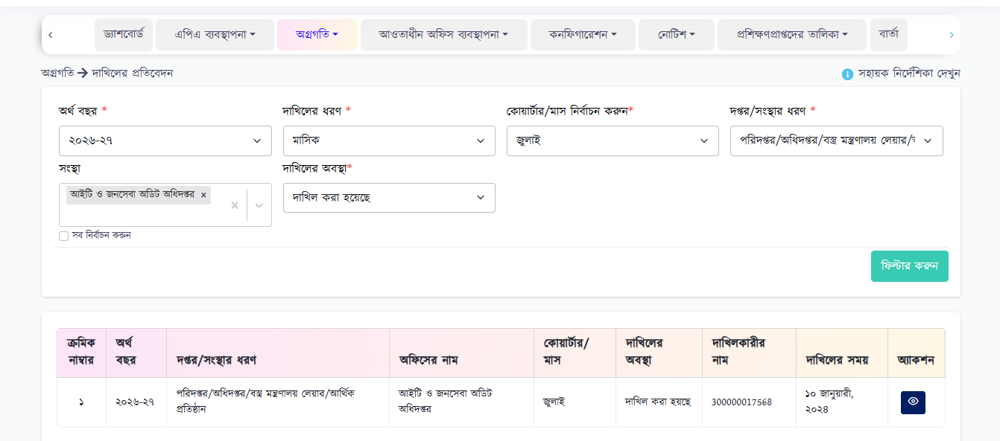 ড্যাশবোর্ড এপিএ ব্যবস্থাপনা অগ্রগতি আওতাধীন অফিস ব্যবস্থাপনা কনফিগারেশন নোটিশ প্রশিক্ষণপ্রাপ্তদের তালিকা বার্তা
অগ্রগতি → দাখিলের প্রতিবেদন সহায়ক নির্দেশিকা দেখুন
অর্থ বছর * দাখিলের ধরণ * কোয়ার্টার/মাস নির্বাচন করুন* দপ্তর/সংস্থার ধরণ *
২০২৬-২৭ মাসিক জুলাই পরিদপ্তর/অধিদপ্তর/বস্ত্র মন্ত্রণালয় লেয়ার/
সংস্থা দাখিলের অবস্থা*
আইটি ও জনসেবা অডিট অধিদপ্তর × দাখিল করা হয়েছে
সব নির্বাচন করুন
ফিল্টার করুন
ক্রমিক নাম্বার অর্থ বছর দপ্তর/সংস্থার ধরণ অফিসের নাম কোয়ার্টার/ মাস দাখিলের অবস্থা দাখিলকারীর নাম দাখিলের সময় অ্যাকশন
১ ২০২৬-২৭ পরিদপ্তর/অধিদপ্তর/বস্ত্র মন্ত্রণালয় লেয়ার/আর্থিক প্রতিষ্ঠান আইটি ও জনসেবা অডিট অধিদপ্তর জুলাই দাখিল করা হয়ছে 300000017568 ১০ জানুয়ারী, ২০২৪